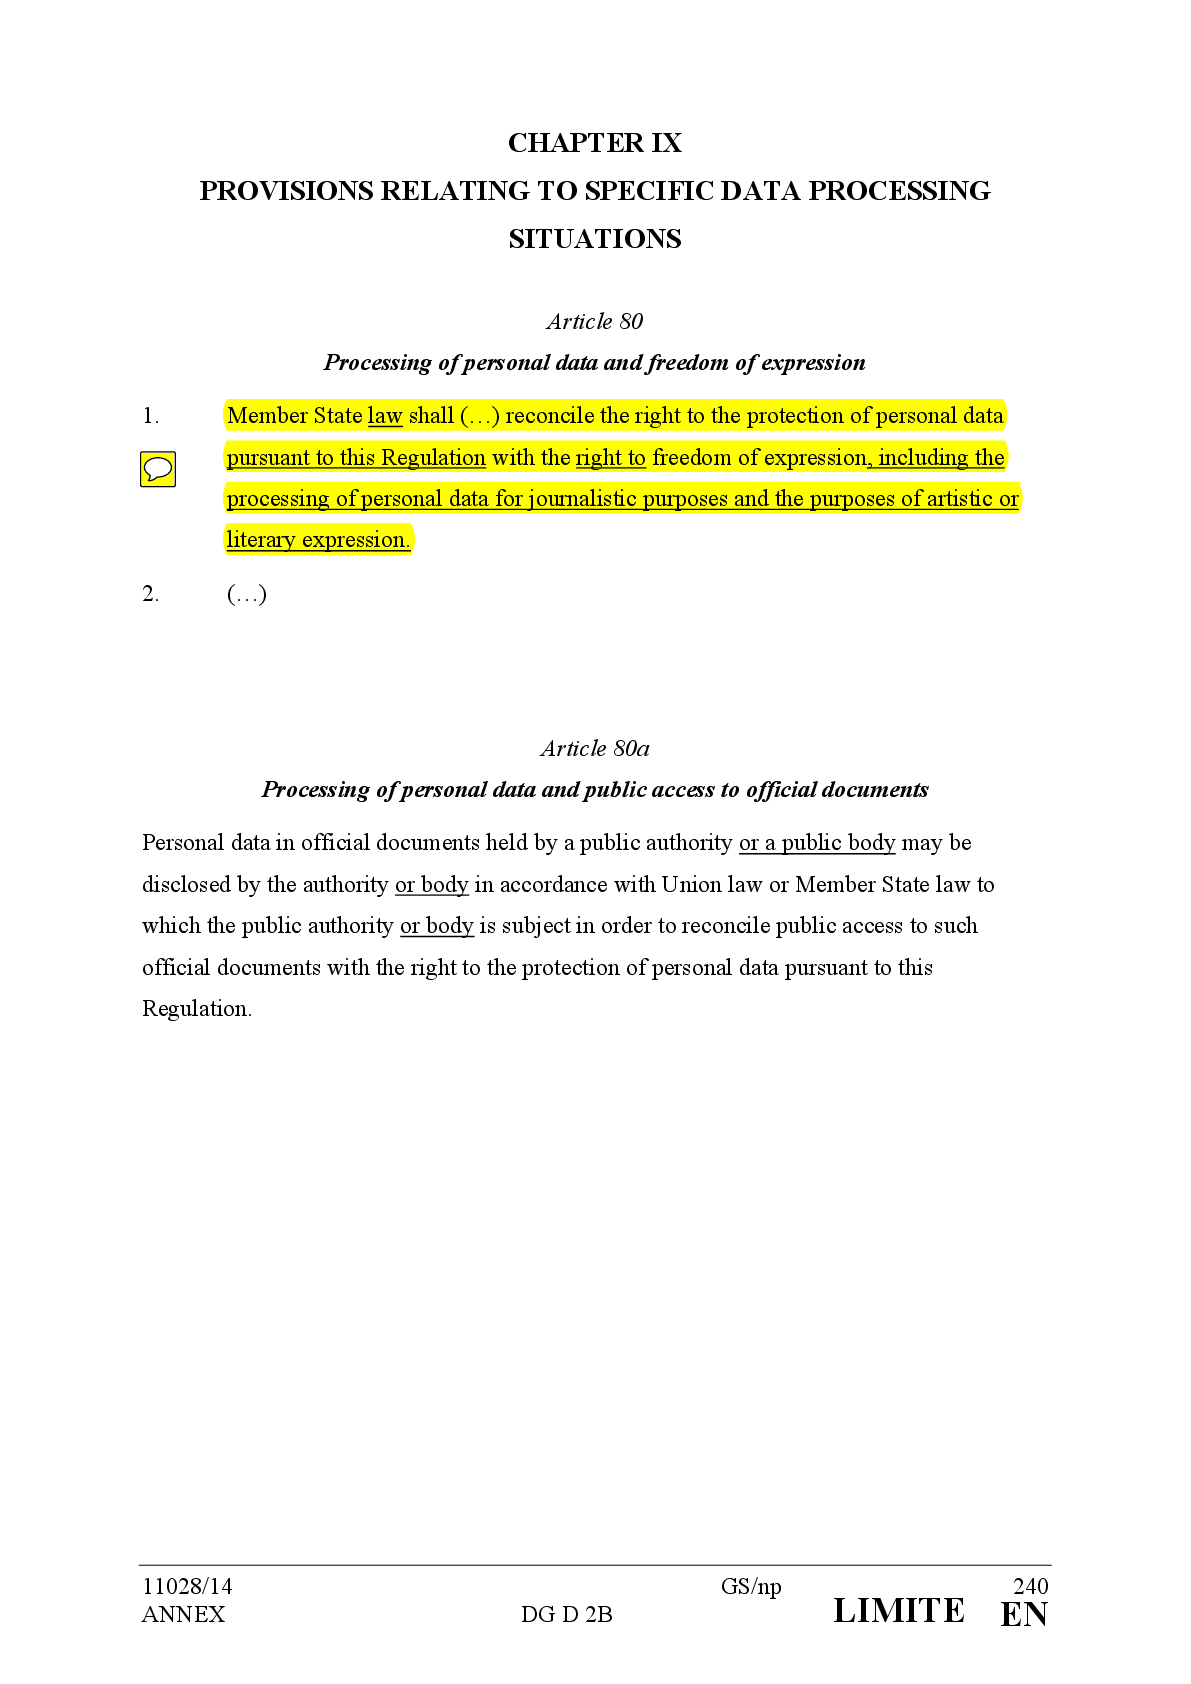 CHAPTER IX
PROVISIONS RELATING TO SPECIFIC DATA PROCESSING
SITUATIONS
Article 80
Processing of personal data and freedom of expression
1. Member State law shall (…) reconcile the right to the protection of personal data
pursuant to this Regulation with the right to freedom of expression, including the
processing of personal data for journalistic purposes and the purposes of artistic or
literary expression.
2. (…)
Article 80a
Processing of personal data and public access to official documents
Personal data in official documents held by a public authority or a public body may be
disclosed by the authority or body in accordance with Union law or Member State law to
which the public authority or body is subject in order to reconcile public access to such
official documents with the right to the protection of personal data pursuant to this
Regulation.
11028/14 GS/np 240
ANNEX DG D 2B LIMITE EN